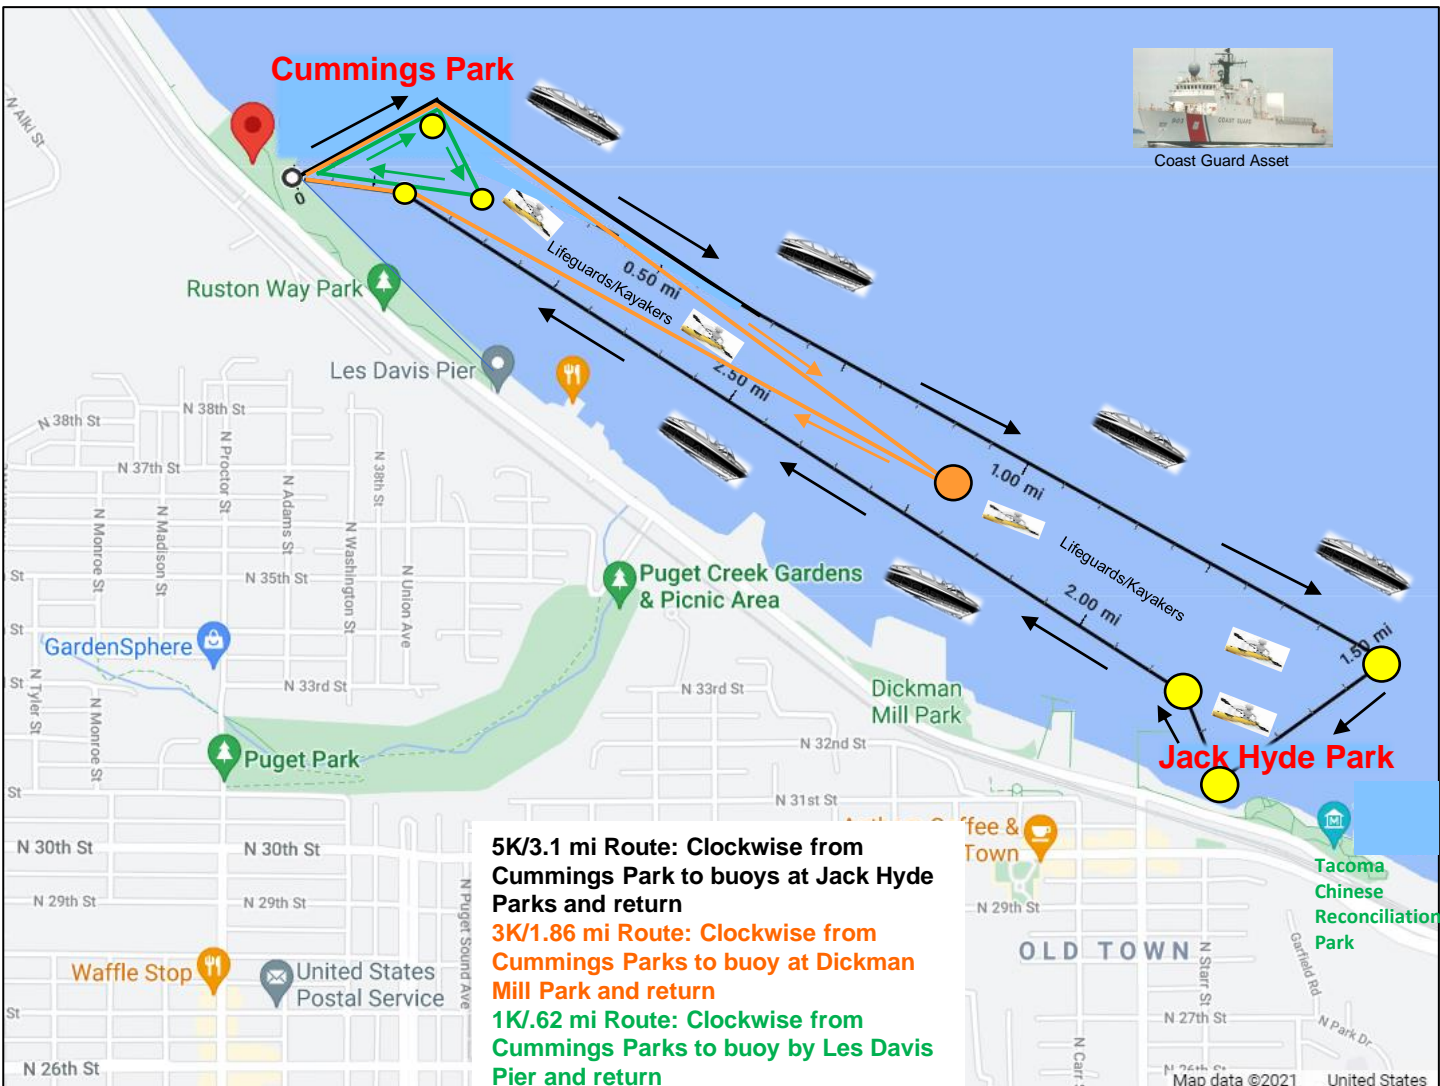 Cummings Park
Coast Guard Asset
N Alki St
0
Lifeguards/Kayakers
0.50 mi
Ruston Way Park
Les Davis Pier
2.50 mi
N 38th St
N 38th St
N 37th St
N Proctor St
N Adams St
N 38th St
N Monroe St
N Madison St
N Washington St
N Union Ave
1.00 mi
Lifeguards/Kayakers
St
N 35th St
Puget Creek Gardens
& Picnic Area
2.00 mi
1.50 mi
St
GardenSphere
St
N Tyler St
N Monroe St
N 33rd St
N 33rd St
Dickman
Mill Park
N 32nd St
Jack Hyde Park
Puget Park
St
N 31st St
N 30th St
N 30th St
ffee &
Town
Tacoma
Chinese
Reconciliation
Park
5K/3.1 mi Route: Clockwise from
Cummings Park to buoys at Jack Hyde
Parks and return
3K/1.86 mi Route: Clockwise from
Cummings Parks to buoy at Dickman
Mill Park and return
1K/.62 mi Route: Clockwise from
Cummings Parks to buoy by Les Davis
Pier and return
N 29th St
N 29th St
N Puget Sound Ave
N 29th St
OLD TOWN
N Starr St
Garfield Rd
Waffle Stop
United States
Postal Service
St
N 27th St
N Park Dr
N Carr
N 26th St
N 26th St
Map data ©2021
United States